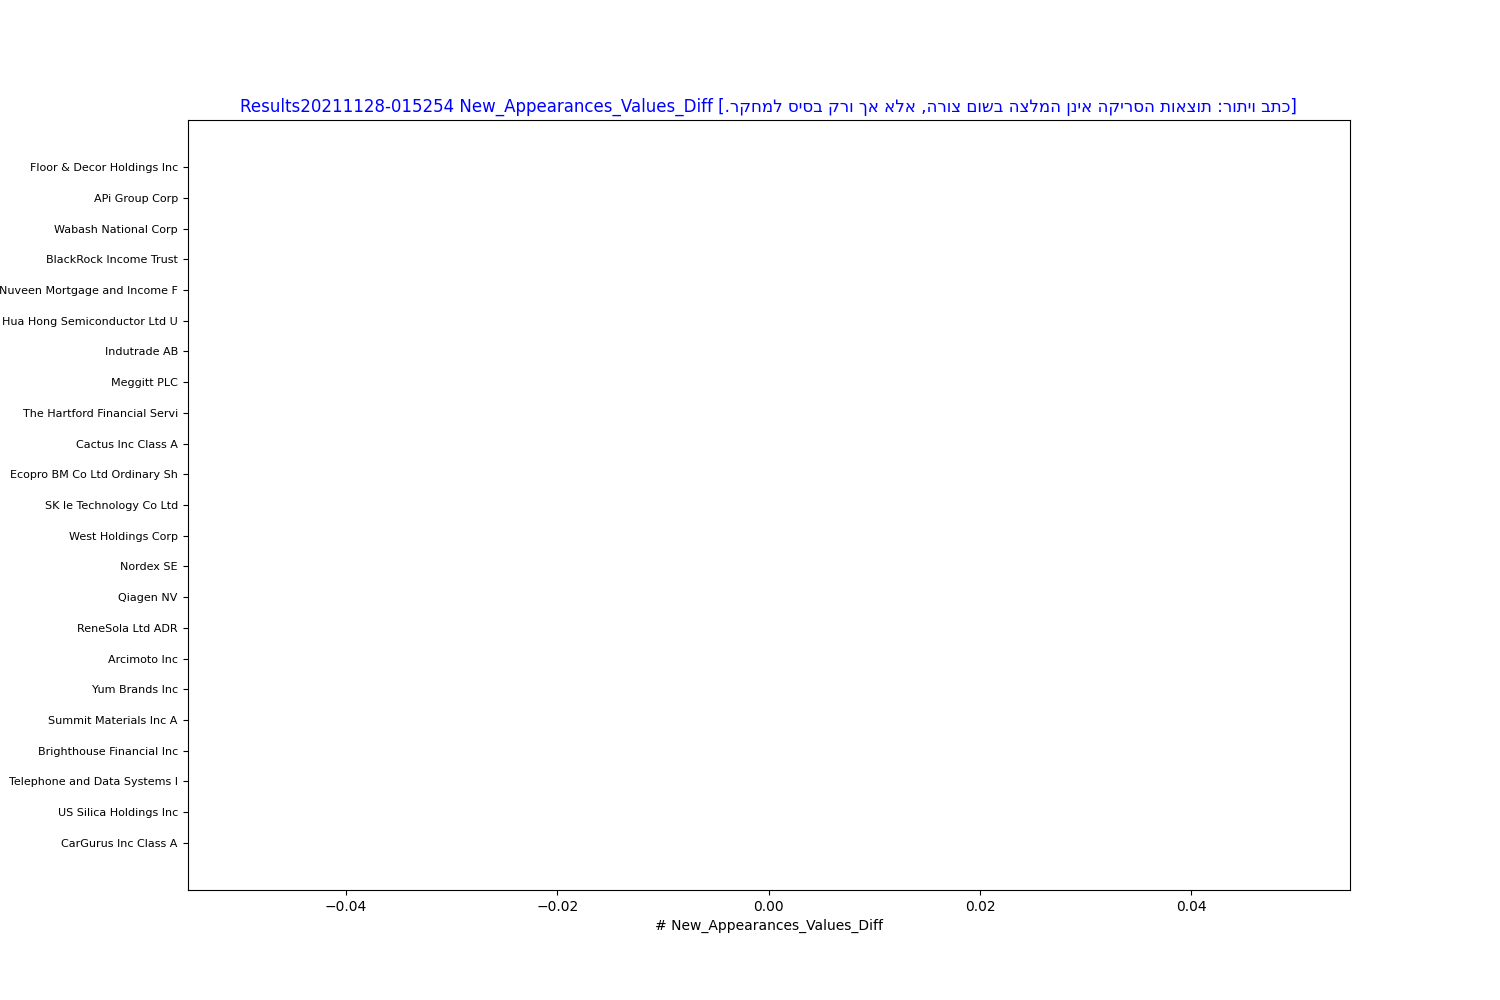 Results20211128-015254 New_Appearances_Values_Diff [כתב ויתור: תוצאות הסריקה אינן המלצה בשום צורה, אלא אך ורק בסיס למחקר.]
Floor & Decor Holdings Inc
APi Group Corp
Wabash National Corp
BlackRock Income Trust
Nuveen Mortgage and Income F
Hua Hong Semiconductor Ltd U
Indutrade AB
Meggitt PLC
The Hartford Financial Servi
Cactus Inc Class A
Ecopro BM Co Ltd Ordinary Sh
SK Ie Technology Co Ltd
West Holdings Corp
Nordex SE
Qiagen NV
ReneSola Ltd ADR
Arcimoto Inc
Yum Brands Inc
Summit Materials Inc A
Brighthouse Financial Inc
Telephone and Data Systems I
US Silica Holdings Inc
CarGurus Inc Class A
−0.04 −0.02 0.00 0.02 0.04
# New_Appearances_Values_Diff